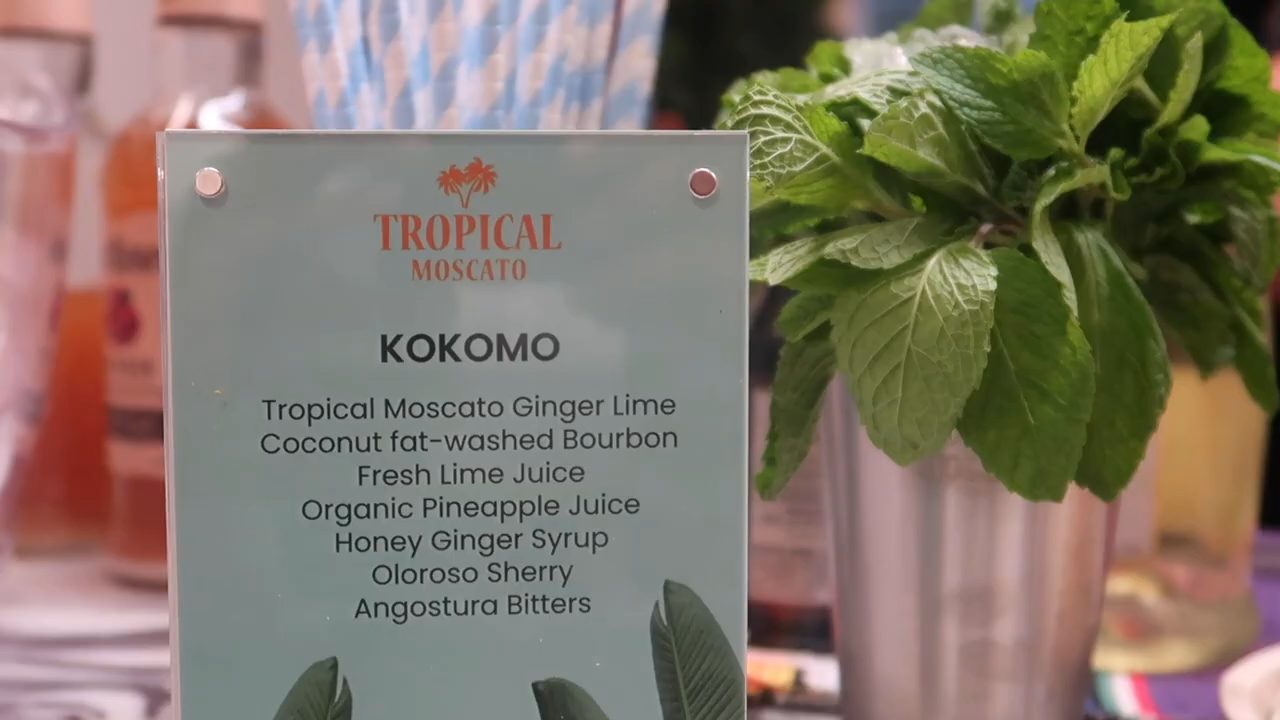 TROPICAL
MOSCATO
KOKOMO
Tropical Moscato Ginger Lime
Coconut fat-washed Bourbon
Fresh Lime Juice
Organic Pineapple Juice
Honey Ginger Syrup
Oloroso Sherry
Angostura Bitters